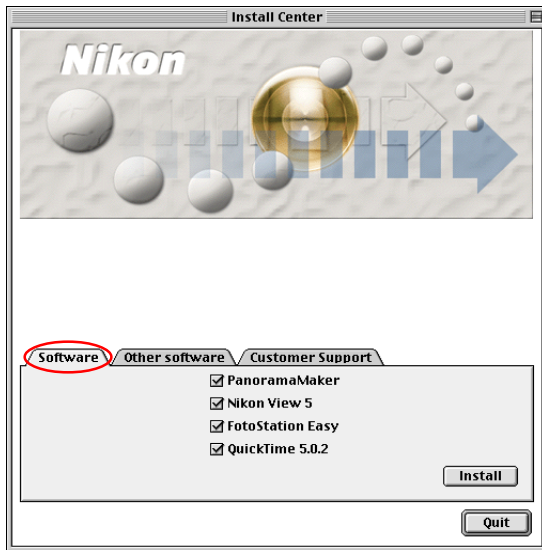 Install Center
Nikon
Software
Other software
Customer Support
PanoramaMaker
Nikon View 5
FotoStation Easy
QuickTime 5.0.2
Install
Quit